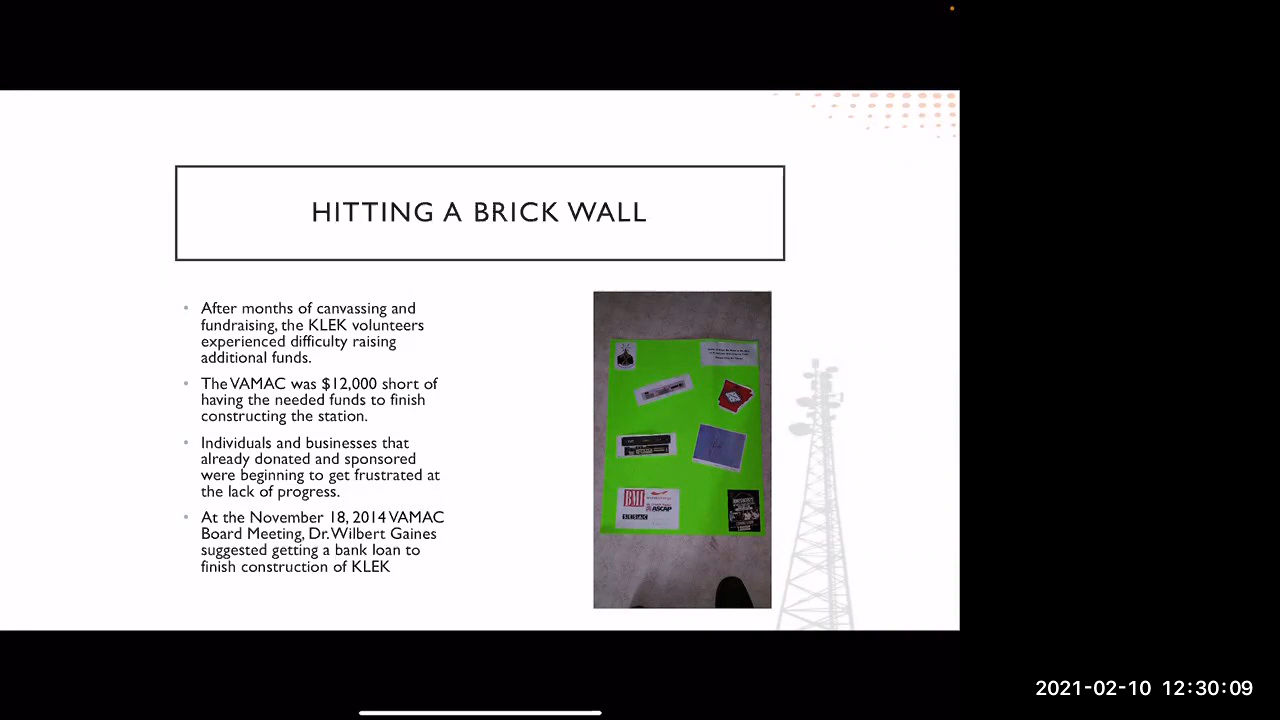 HITTING A BRICK WALL
• After months of canvassing and
fundraising, the KLEK volunteers
experienced difficulty raising
additional funds.
• The VAMAC was $12,000 short of
having the needed funds to finish
constructing the station.
• Individuals and businesses that
already donated and sponsored
were beginning to get frustrated at
the lack of progress.
• At the November 18, 2014 VAMAC
Board Meeting, Dr. Wilbert Gaines
suggested getting a bank loan to
finish construction of KLEK
BMI
ASCAP
SESAC
2021-02-10 12:30:09